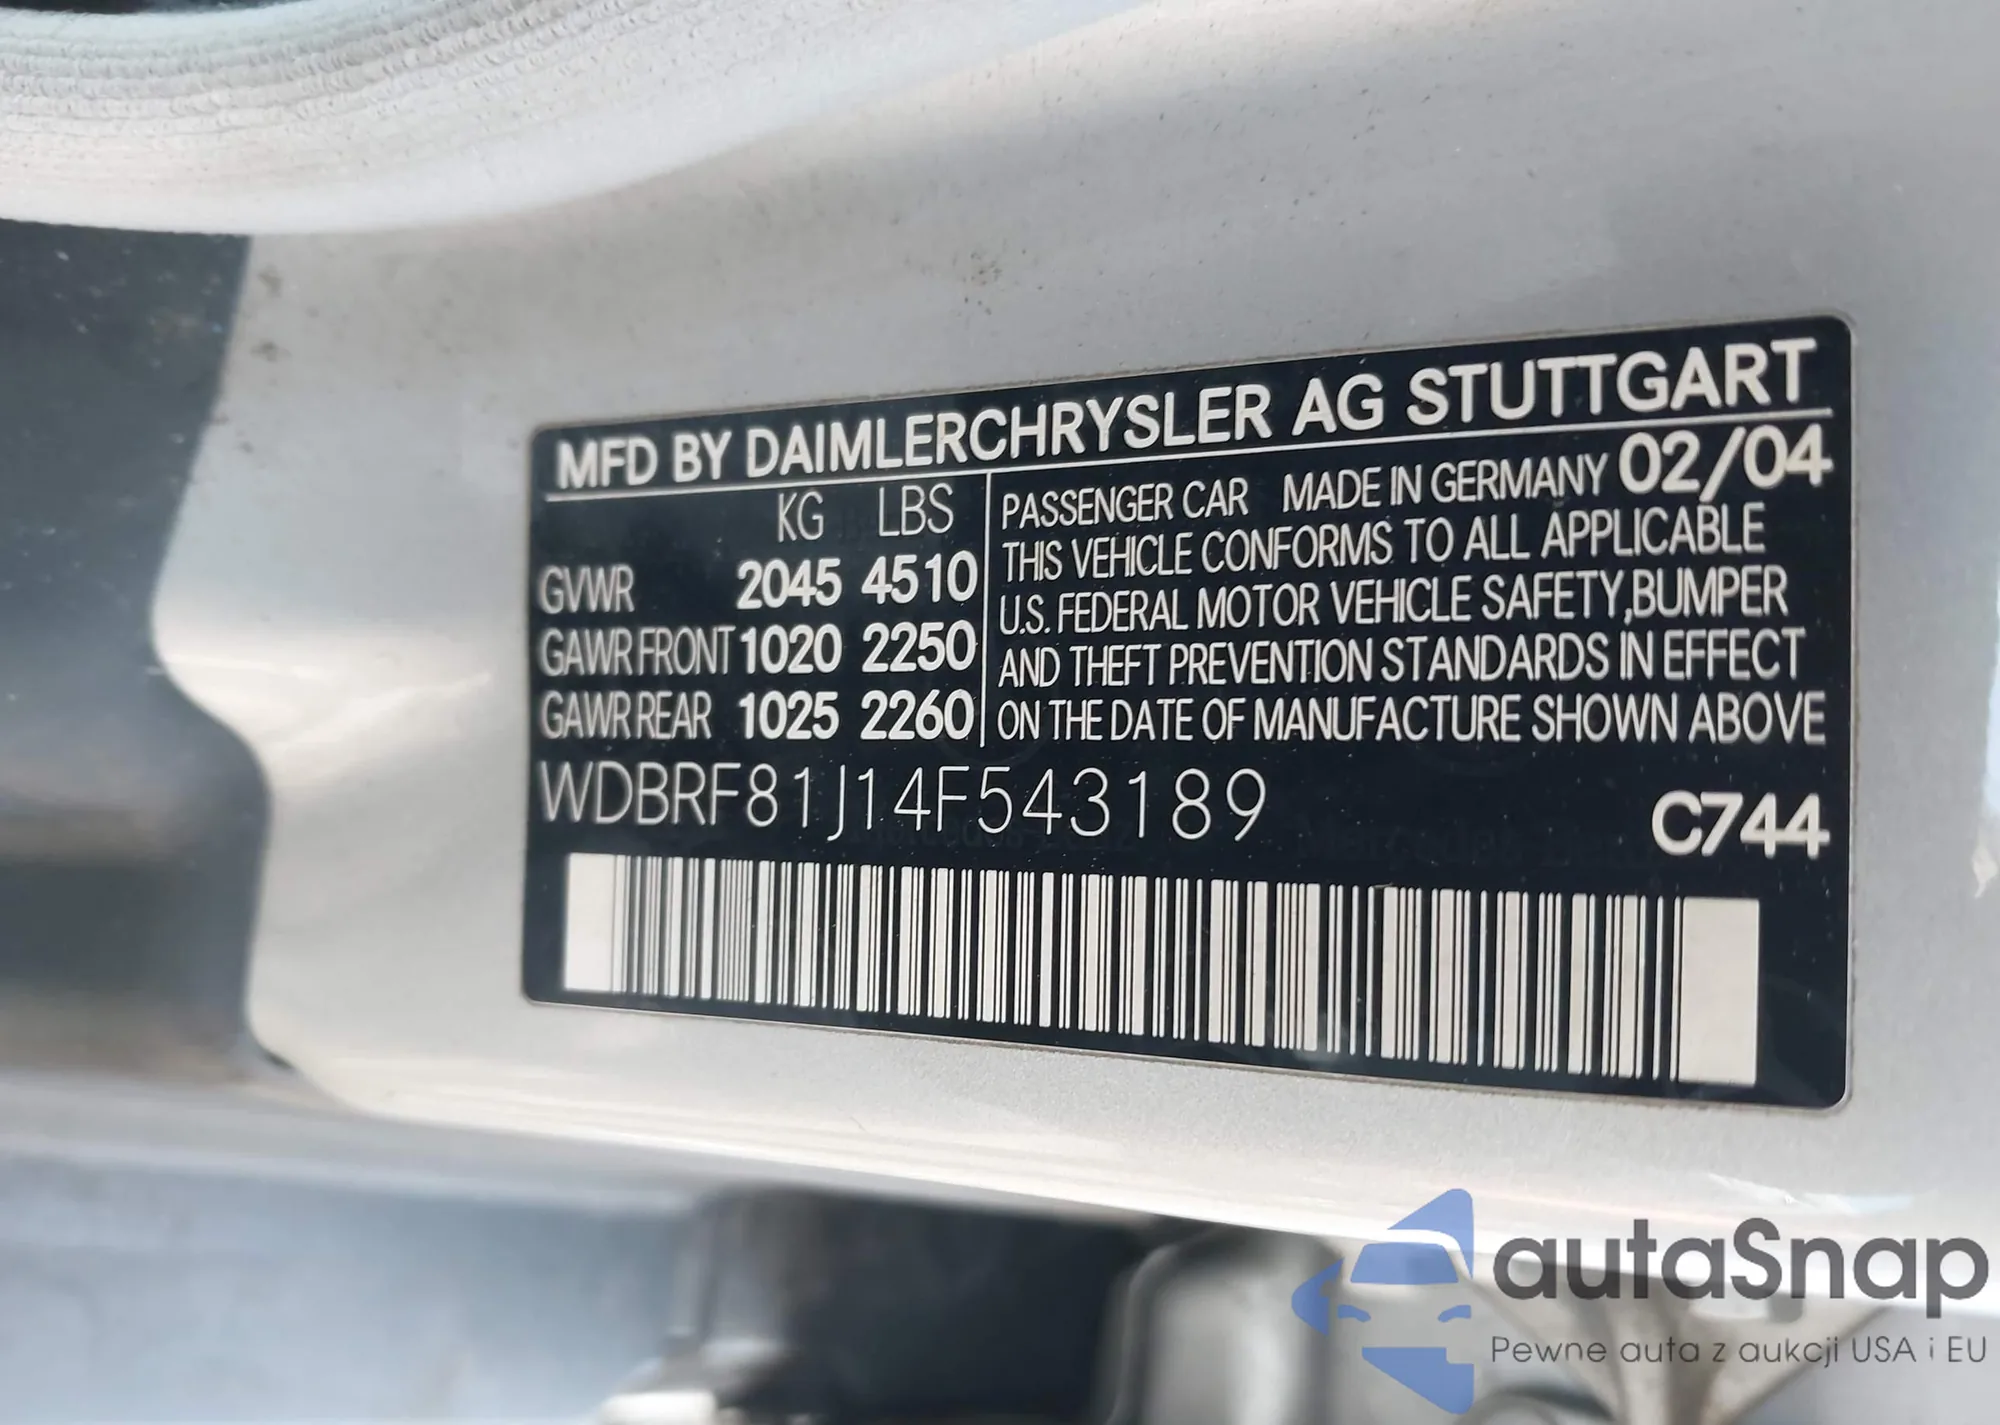 MFD BY DAIMLERCHRYSLER AG STUTTGART
KG LBS
GVWR 2045 4510
GAWR FRONT 1020 2250
GAWR REAR 1025 2260
PASSENGER CAR MADE IN GERMANY 02/04
THIS VEHICLE CONFORMS TO ALL APPLICABLE
U.S. FEDERAL MOTOR VEHICLE SAFETY,BUMPER
AND THEFT PREVENTION STANDARDS IN EFFECT
ON THE DATE OF MANUFACTURE SHOWN ABOVE
WDBRF81J14F543189
C744
autaSnap
Pewne auta z aukcji USA i EU